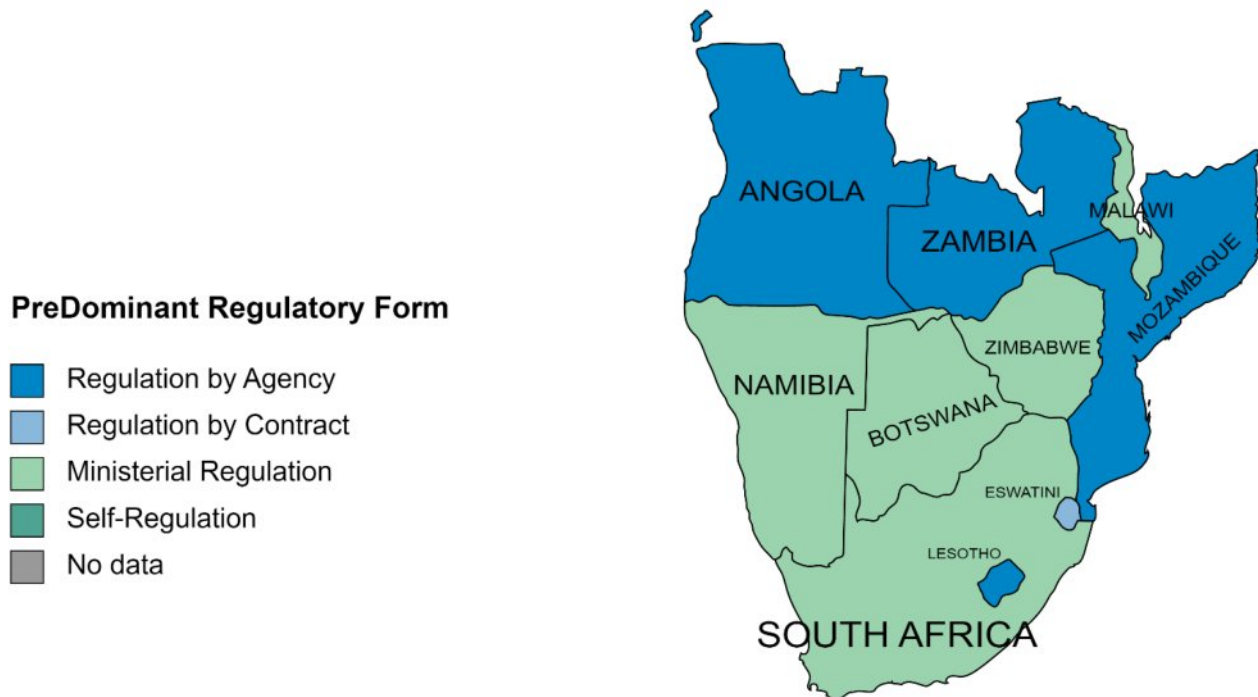 PreDominant Regulatory Form
Regulation by Agency
Regulation by Contract
Ministerial Regulation
Self-Regulation
No data
ANGOLA
ZAMBIA
MALAWI
MOZAMBIQUE
ZIMBABWE
NAMIBIA
BOTSWANA
ESWATINI
LESOTHO
SOUTH AFRICA